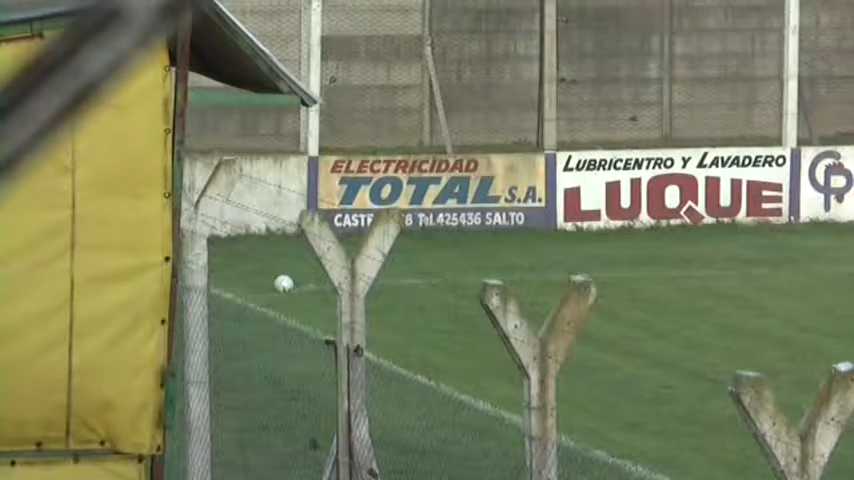 ELECTRICIDAD
TOTAL S.A.
TEL.425436 SALTO
LUBRICENTRO Y LAVADERO
LUQUE